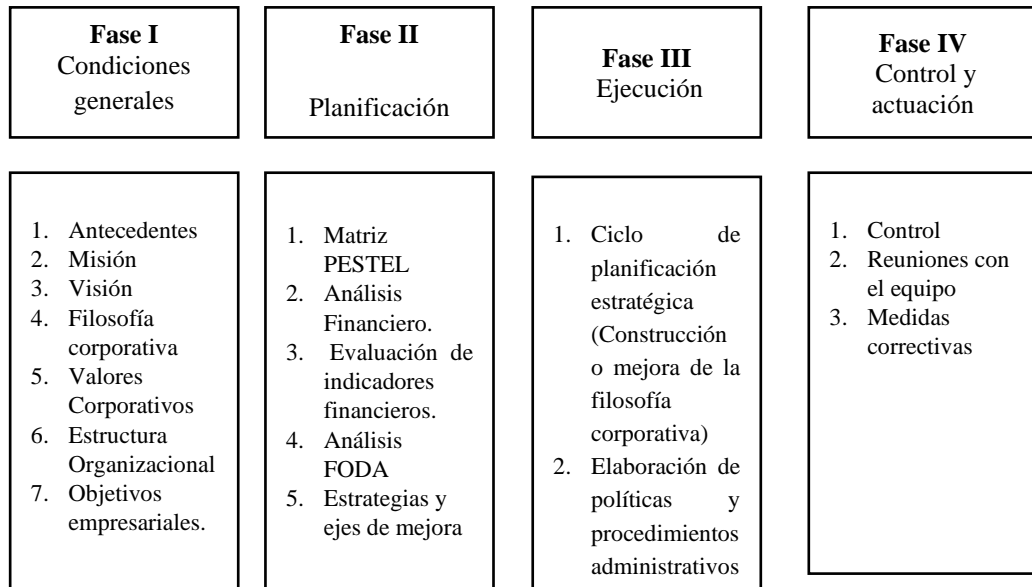 Fase I
Condiciones
generales
Fase II
Planificación
Fase III
Ejecución
Fase IV
Control y
actuación
1. Antecedentes
2. Misión
3. Visión
4. Filosofía
corporativa
5. Valores
Corporativos
6. Estructura
Organizacional
7. Objetivos
empresariales.
1. Matriz
PESTEL
2. Análisis
Financiero.
3. Evaluación de
indicadores
financieros.
4. Análisis
FODA
5. Estrategias y
ejes de mejora
1. Ciclo de
planificación
estratégica
(Construcción
o mejora de la
filosofía
corporativa)
2. Elaboración de
políticas y
procedimientos
administrativos
1. Control
2. Reuniones con
el equipo
3. Medidas
correctivas